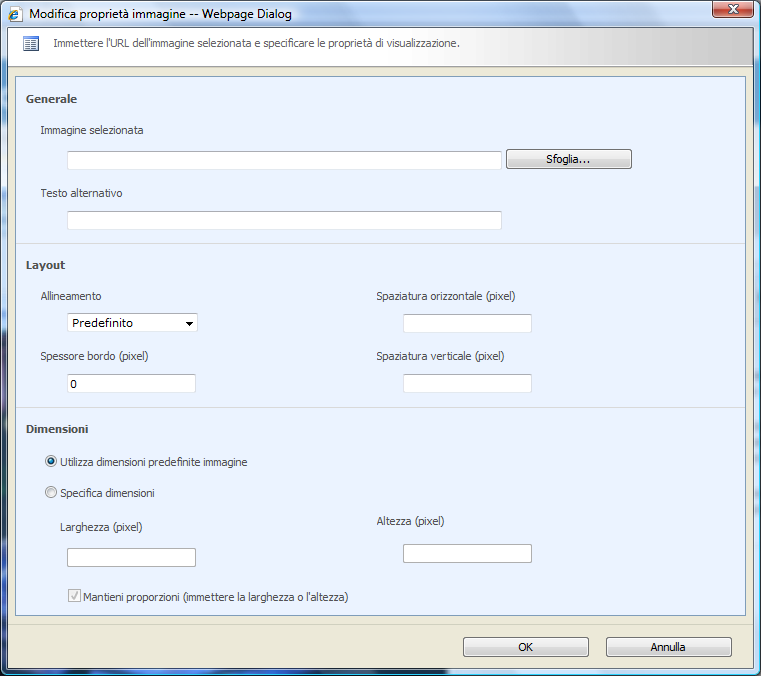 Modifica proprietà immagine -- Webpage Dialog
Immettere l'URL dell'immagine selezionata e specificare le proprietà di visualizzazione.
Generale
Immagine selezionata
Sfoglia...
Testo alternativo
Layout
Allineamento
Spaziatura orizzontale (pixel)
Predefinito
Spessore bordo (pixel)
Spaziatura verticale (pixel)
0
Dimensioni
Utilizza dimensioni predefinite immagine
Specifica dimensioni
Larghezza (pixel)
Altezza (pixel)
Mantieni proporzioni (immettere la larghezza o l'altezza)
OK
Annulla